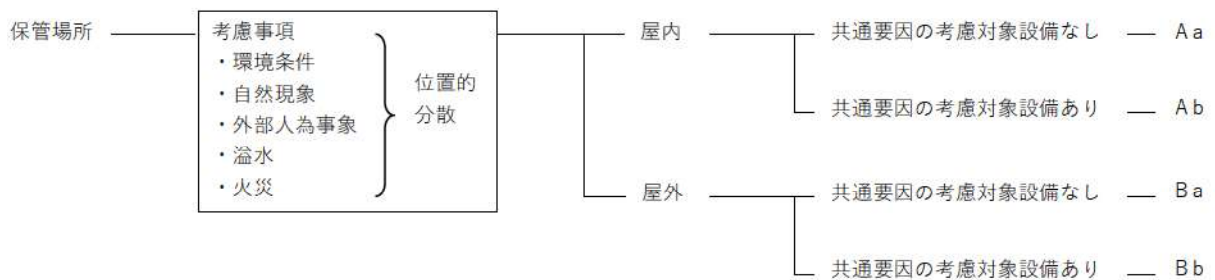 保管場所
考慮事項
・環境条件
・自然現象
・外部人為事象
・溢水
・火災
位置的
分散
屋内
共通要因の考慮対象設備なし
Aa
共通要因の考慮対象設備あり
Ab
屋外
共通要因の考慮対象設備なし
Ba
共通要因の考慮対象設備あり
Bb